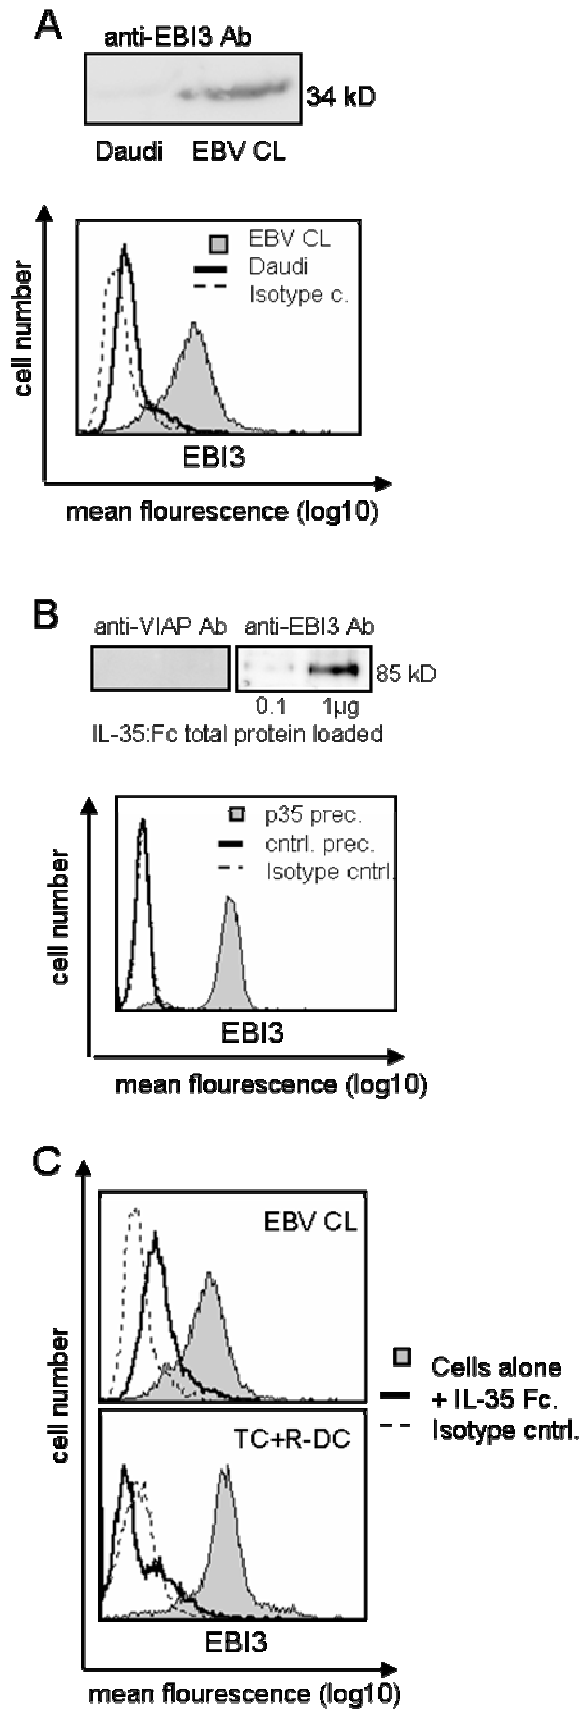 A
anti-EBI3 Ab
34 kD
Daudi EBV CL
EBV CL
Daudi
Isotype c.
cell number
EBI3
mean flourescence (log10)
B
anti-VIAP Ab anti-EBI3 Ab
85 kD
0.1 1µg
IL-35:Fc total protein loaded
p35 prec.
cntrl. prec.
Isotype cntrl.
cell number
EBI3
mean flourescence (log10)
C
EBV CL
cell number
Cells alone
+ IL-35 Fc.
Isotype cntrl.
TC+R-DC
EBI3
mean flourescence (log10)